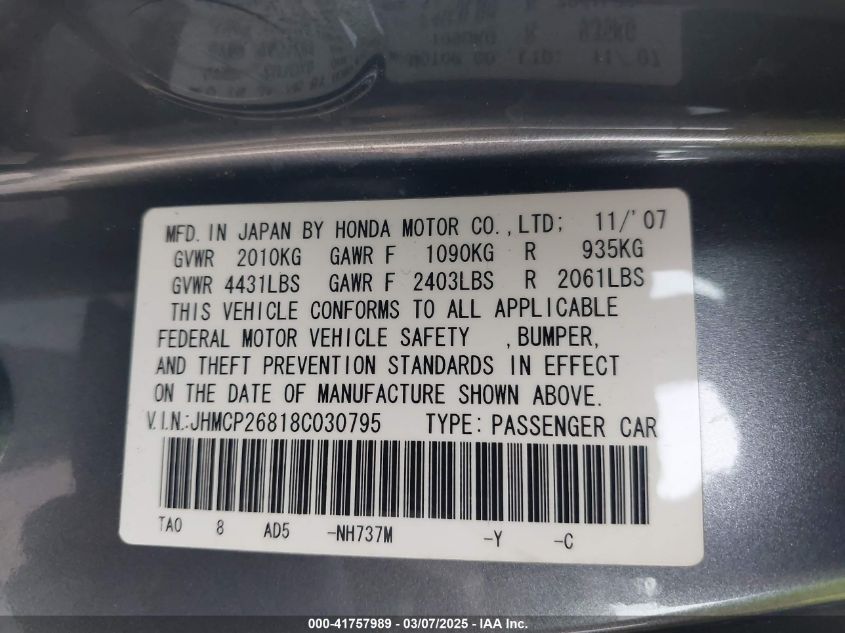 MFD. IN JAPAN BY HONDA MOTOR CO.,LTD; 11/'07
GVWR 2010KG GAWR F 1090KG R 935KG
GVWR 4431LBS GAWR F 2403LBS R 2061LBS
THIS VEHICLE CONFORMS TO ALL APPLICABLE
FEDERAL MOTOR VEHICLE SAFETY ,BUMPER,
AND THEFT PREVENTION STANDARDS IN EFFECT
ON THE DATE OF MANUFACTURE SHOWN ABOVE.
V.I.N.:JHMCP26818C030795 TYPE: PASSENGER CAR
TA0 8 AD5 -NH737M -Y -C
000-41757989 — 03/07/2025 — IAA Inc.